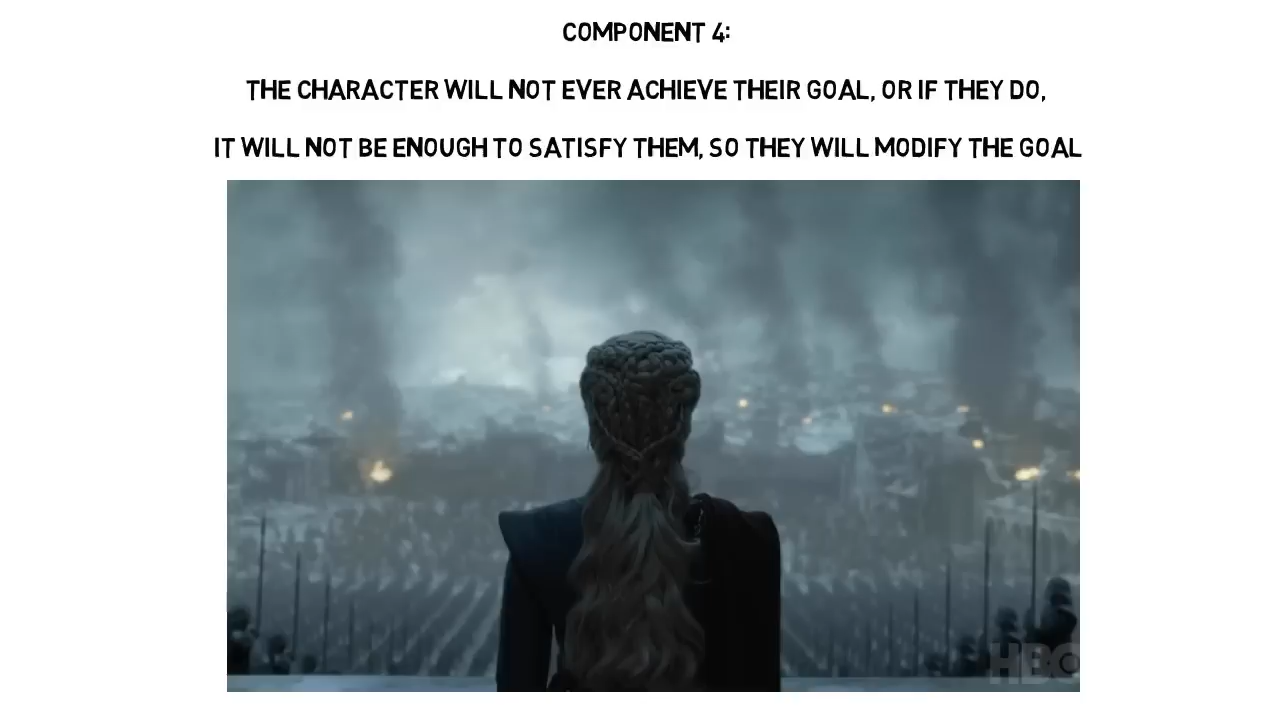 COMPONENT 4:
THE CHARACTER WILL NOT EVER ACHIEVE THEIR GOAL, OR IF THEY DO,
IT WILL NOT BE ENOUGH TO SATISFY THEM, SO THEY WILL MODIFY THE GOAL
HBO